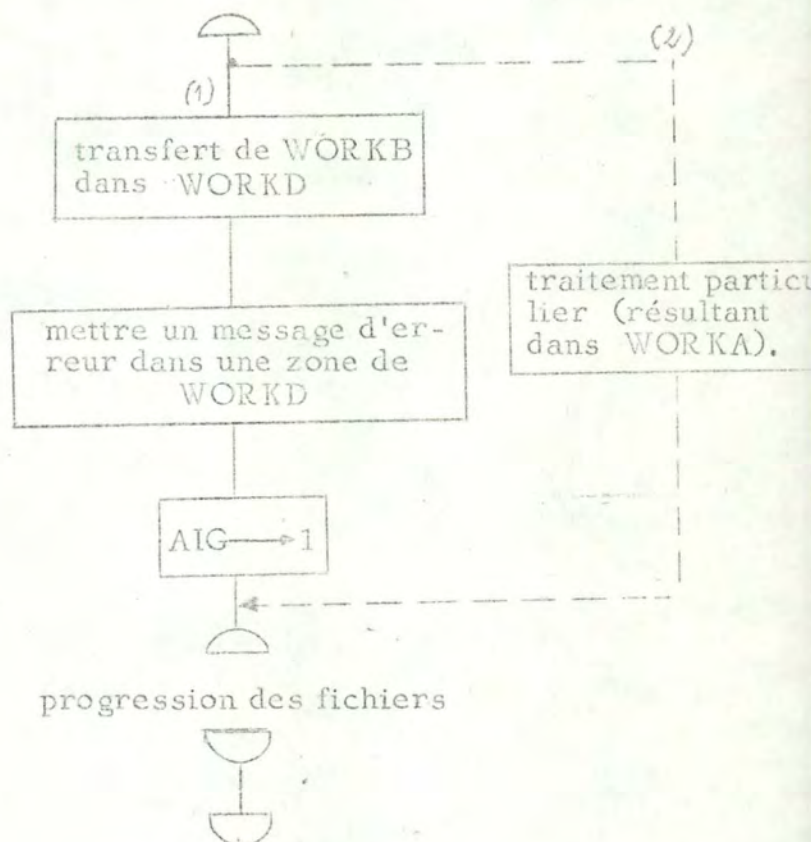 (2)
(1)
transfert de WORKB
dans WORKD
traitement particu
lier (résultant
dans WORKA).
mettre un message d'er-
reur dans une zone de
WORKD
AIG → 1
progression des fichiers